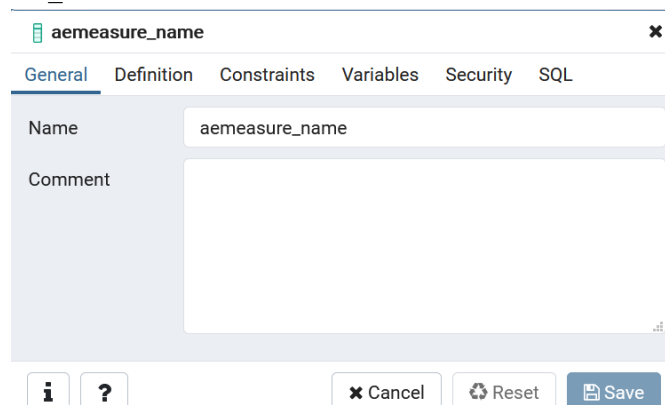 aemeasure_name
General Definition Constraints Variables Security SQL
Name aemeasure_name
Comment
i ? Cancel Reset Save